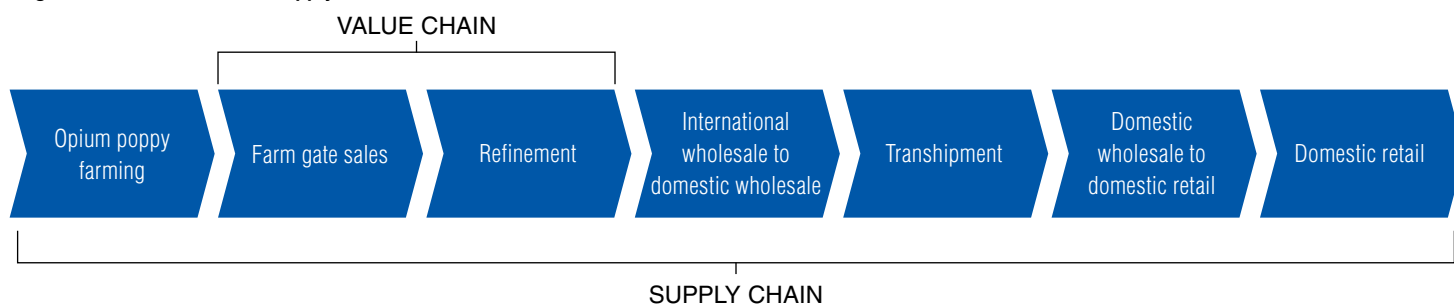 VALUE CHAIN
Opium poppy
farming
Farm gate sales
Refinement
International
wholesale to
domestic wholesale
Transhipment
Domestic
wholesale to
domestic retail
Domestic retail
SUPPLY CHAIN